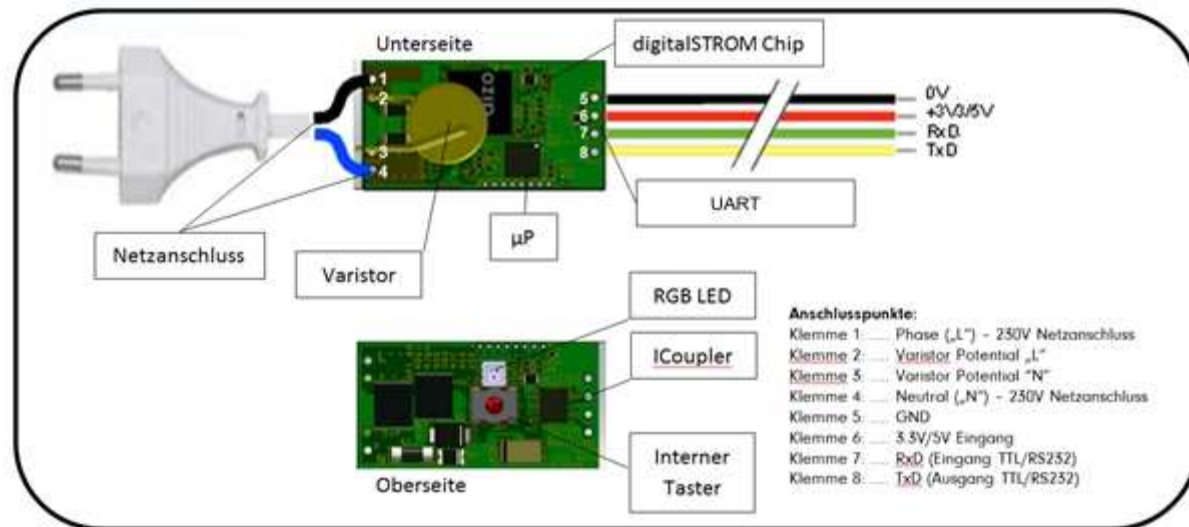 Unterseite
digitalSTROM Chip
1
2
3
4
aizo
5
6
7
8
0V
+3V3/5V
RxD
TxD
UART
µP
Netzanschluss
Varistor
RGB LED
ICoupler
Interner
Taster
Oberseite
Anschlusspunkte:
Klemme 1 ..... Phase („L“) - 230V Netzanschluss
Klemme 2: ..... Varistor Potential „L“
Klemme 3: ..... Varistor Potential "N"
Klemme 4: ..... Neutral („N“) - 230V Netzanschluss
Klemme 5: ..... GND
Klemme 6: ..... 3.3V/5V Eingang
Klemme 7: ..... RxD (Eingang TTL/RS232)
Klemme 8: ..... TxD (Ausgang TTL/RS232)